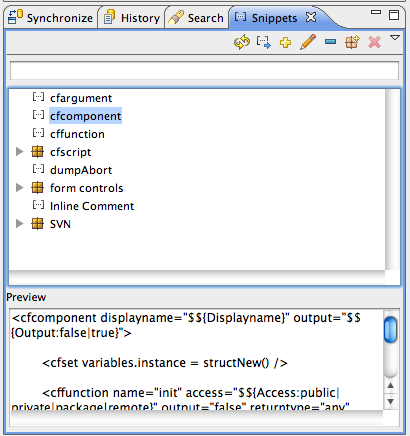 Synchronize History Search Snippets
cfargument
cfcomponent
cffunction
cfscript
dumpAbort
form controls
Inline Comment
SVN
Preview
<cfcomponent displayname="$${Displayname}" output="$$
{Output:false|true}">
<cfset variables.instance = structNew() />
<cffunction name="init" access="$${Access:public|
private|package|remote}" output="false" returntype="any"